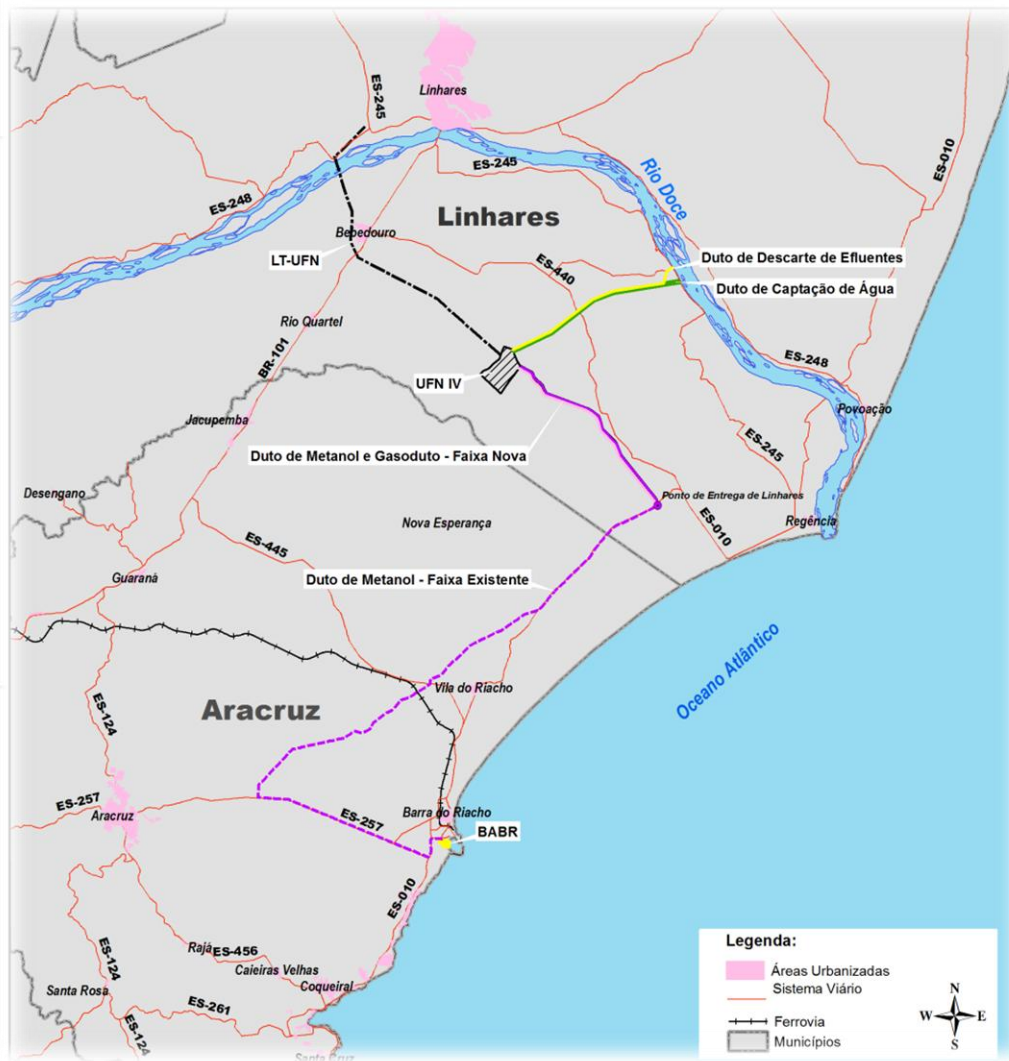 ES-245
Linhares
ES-010
ES-245
Rio Doce
ES-248
Linhares
Bebedouro
LT-UFN
Duto de Descarte de Efluentes
ES-440
Duto de Captação de Água
Rio Quartel
BR-101
ES-248
UFN IV
Povoação
Jacupemba
Duto de Metanol e Gasoduto - Faixa Nova
ES-245
Desengano
Ponto de Entrega de Linhares
Nova Esperança
Regência
ES-010
ES-445
Guaraná
Duto de Metanol - Faixa Existente
Oceano Atlântico
Vila do Riacho
Aracruz
ES-124
ES-257
Aracruz
Barra do Riacho
ES-257
BABR
ES-010
Legenda:
Áreas Urbanizadas
Sistema Viário
Ferrovia
Municípios
N
W E
S
Rajá
ES-456
Caieiras Velhas
ES-124
Santa Rosa
Coqueiral
ES-261
ES-124
Santa Cruz